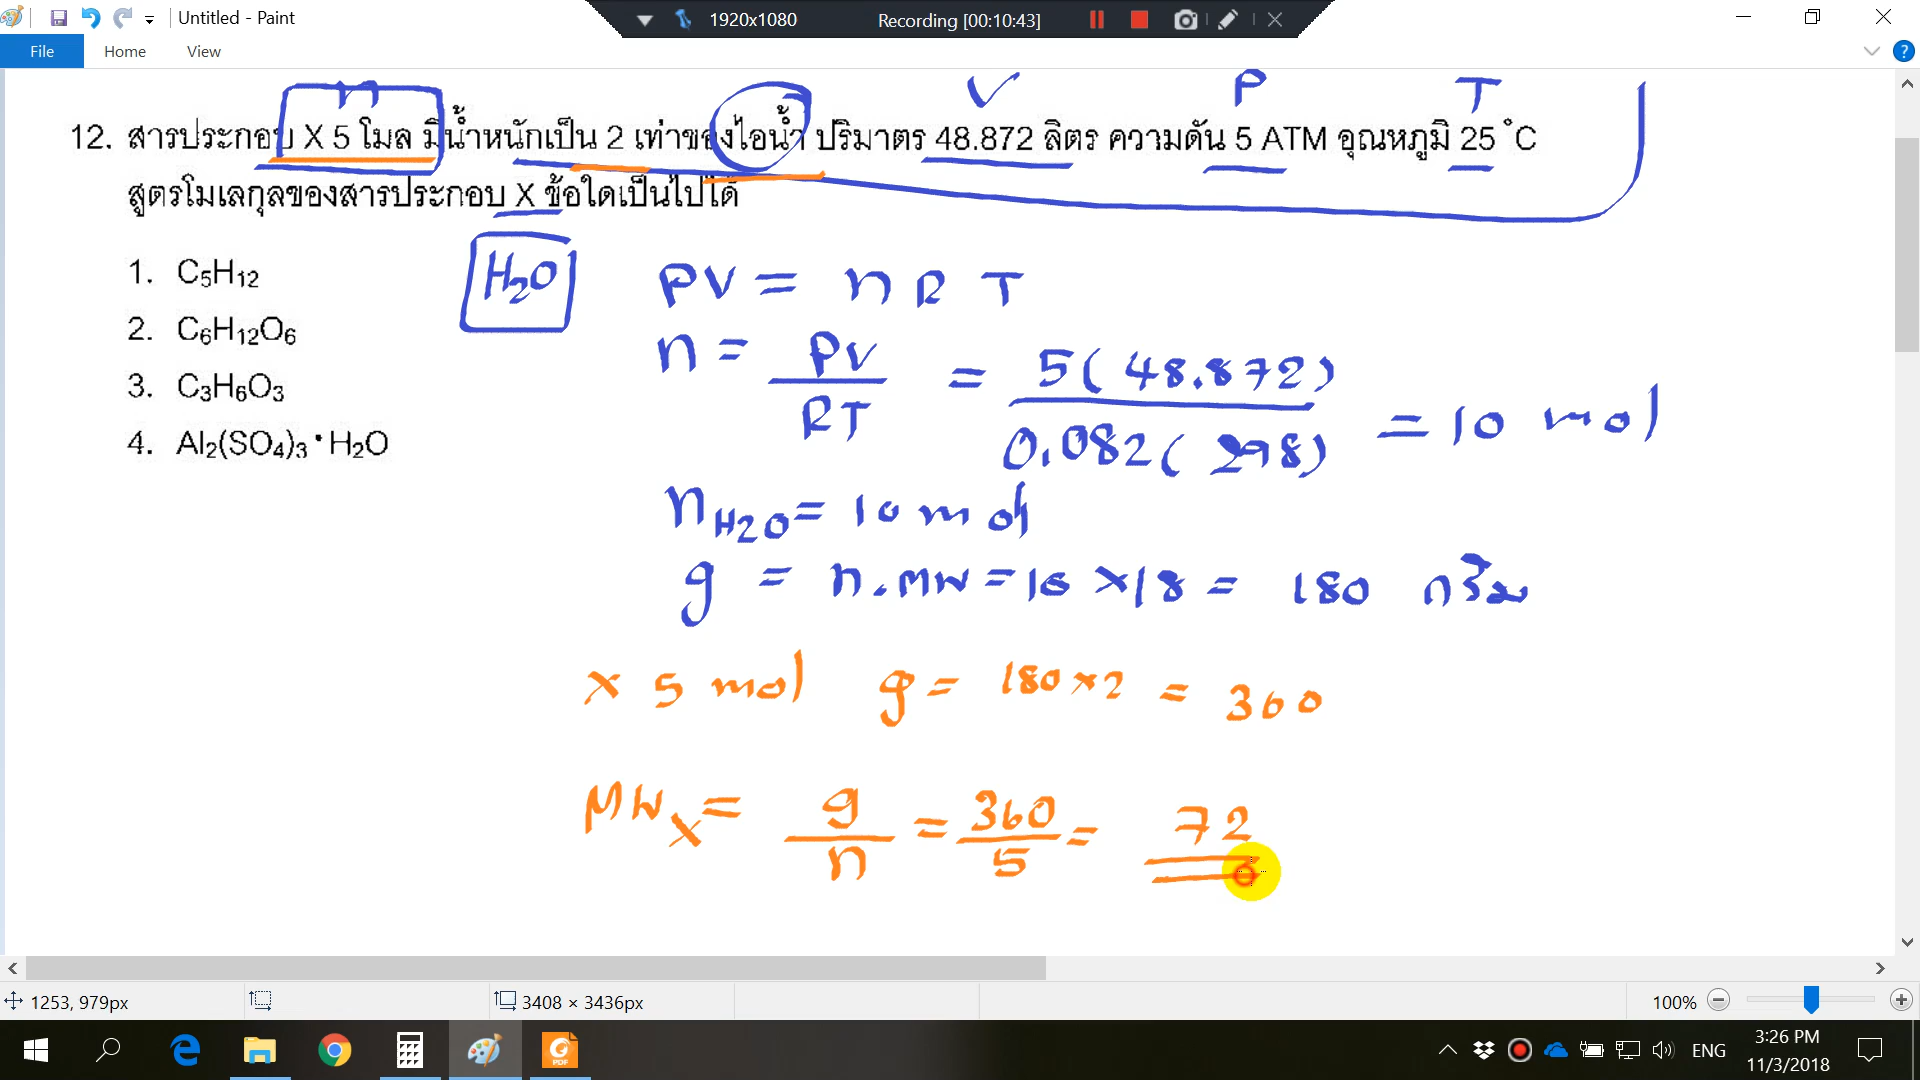 Untitled - Paint
1920x1080 Recording [00:10:43]
File Home View
n V P T
12. สารประกอบ X 5 โมล มีน้ำหนักเป็น 2 เท่าของไอน้ำ ปริมาตร 48.872 ลิตร ความดัน 5 ATM อุณหภูมิ 25 °C
สูตรโมเลกุลของสารประกอบ X ข้อใดเป็นไปได้
1. C₅H₁₂
2. C₆H₁₂O₆
3. C₃H₆O₃
4. Al₂(SO₄)₃•H₂O
H₂O
PV = n R T
n = PV / RT = 5(48.872) / 0.082(298) = 10 mol
n H2O = 10 mol
g = n.MW = 10 × 18 = 180 กรัม
X 5 mol g = 180 × 2 = 360
MW X = g / n = 360 / 5 = 72
1253, 979px
3408 × 3436px
100%
PDF
ENG
3:26 PM
11/3/2018